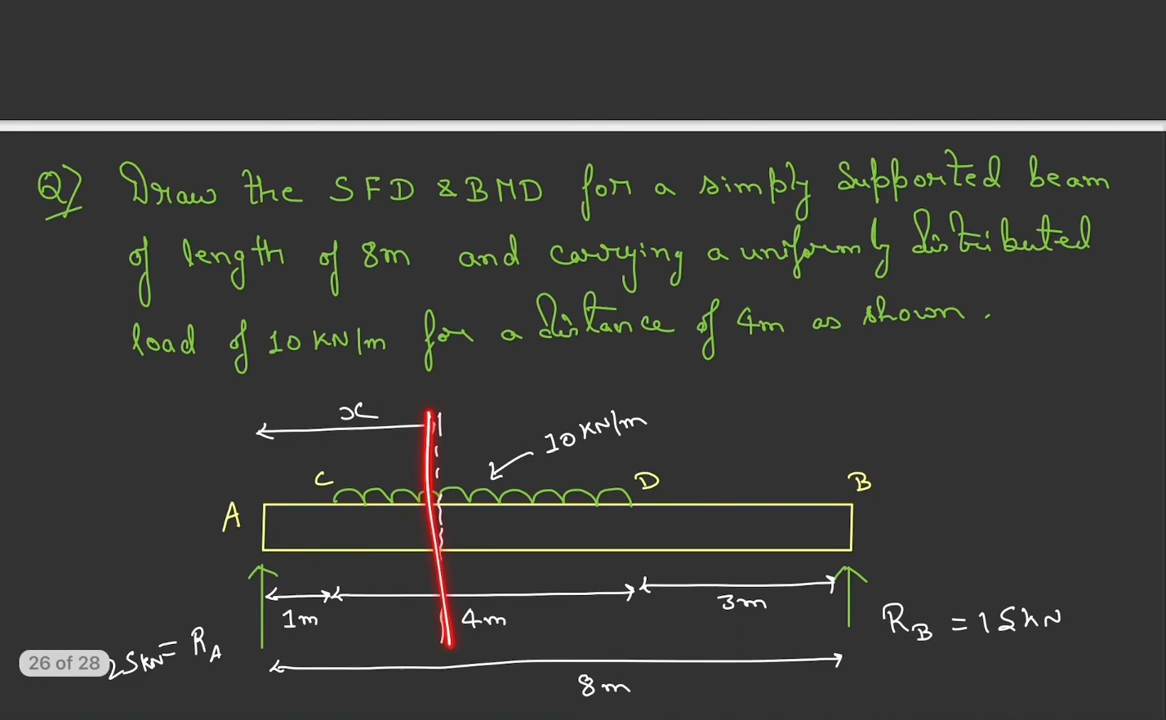 Q) Draw the SFD & BMD for a simply supported beam
of length of 8m and carrying a uniformly distributed
load of 10 KN/m for a distance of 4m as shown.
x
10 KN/m
C
D
B
A
1m
4m
3m
25KN = RA
RB = 15KN
8m
26 of 28